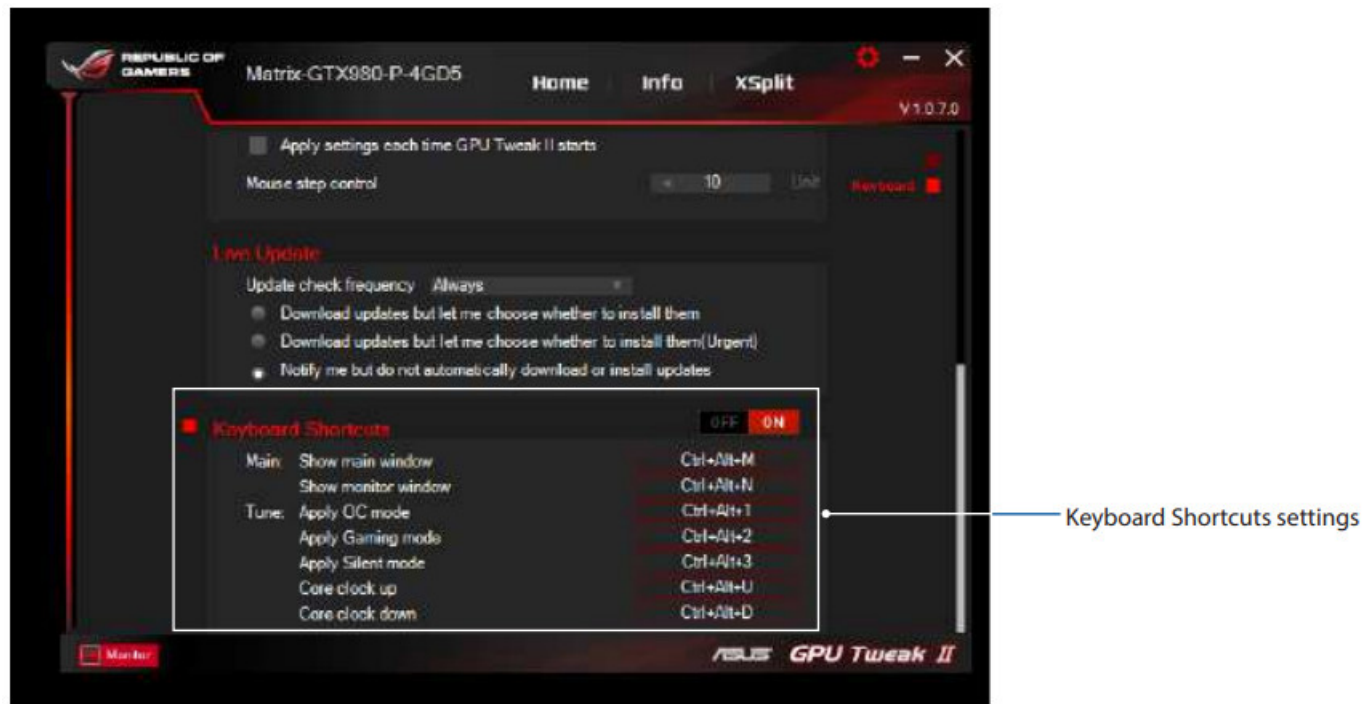 REPUBLIC OF
GAMERS
Matrix-GTX980-P-4GD5
Home Info XSplit
V 1.0.7.0
Apply settings each time GPU Tweak II starts
Mouse step control 10 Unit
Keyboard
Live Update
Update check frequency Always
Download updates but let me choose whether to install them
Download updates but let me choose whether to install them(Urgent)
Notify me but do not automatically download or install updates
Keyboard Shortcuts OFF ON
Main: Show main window Ctrl+Alt+M
Show monitor window Ctrl+Alt+N
Tune: Apply OC mode Ctrl+Alt+1
Apply Gaming mode Ctrl+Alt+2
Apply Silent mode Ctrl+Alt+3
Core clock up Ctrl+Alt+U
Core clock down Ctrl+Alt+D
Keyboard Shortcuts settings
Monitor
ASUS GPU Tweak II